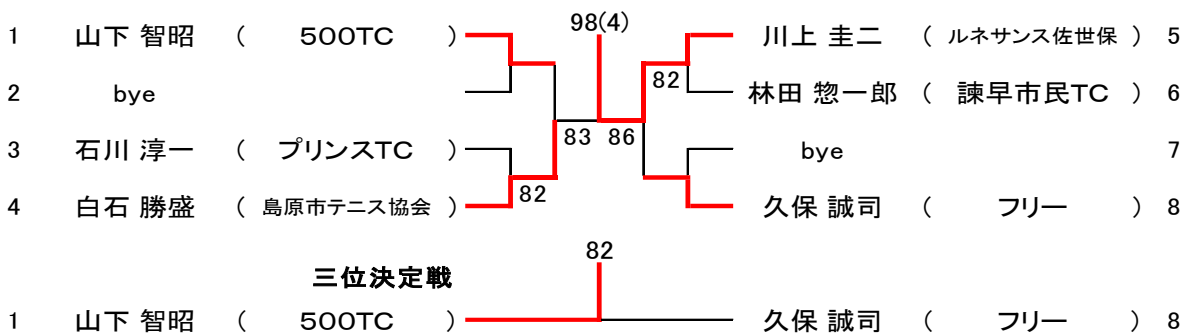 98(4)
1 山下 智昭 ( 500TC ) 川上 圭二 ( ルネサンス佐世保 ) 5
82
2 bye 林田 惣一郎 ( 諫早市民TC ) 6
83 86
3 石川 淳一 ( プリンスTC ) bye 7
82
4 白石 勝盛 ( 島原市テニス協会 ) 久保 誠司 ( フリー ) 8
82
三位決定戦
1 山下 智昭 ( 500TC ) 久保 誠司 ( フリー ) 8